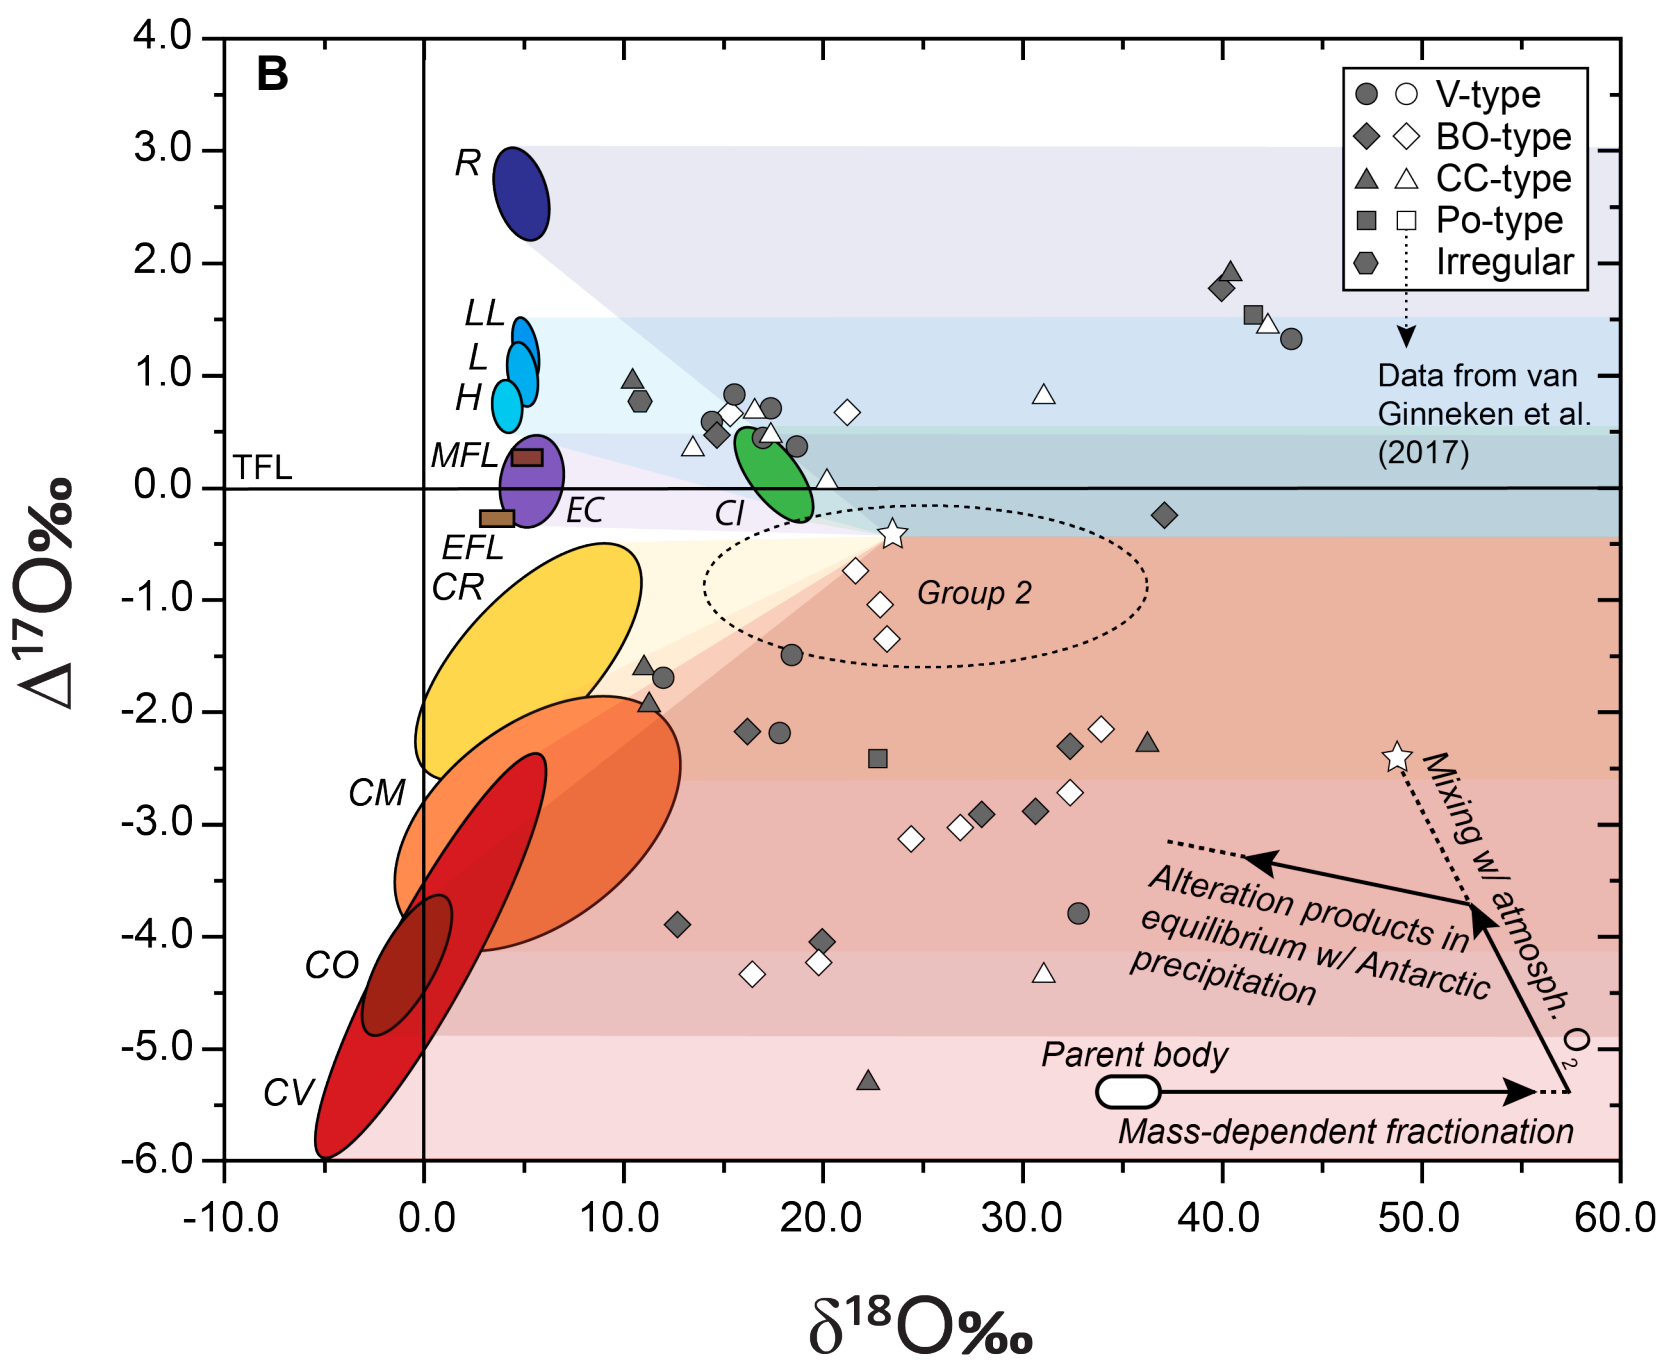 B
4.0
3.0
2.0
1.0
0.0
-1.0
-2.0
-3.0
-4.0
-5.0
-6.0
Δ17O‰
-10.0
0.0
10.0
20.0
30.0
40.0
50.0
60.0
δ18O‰
V-type
BO-type
CC-type
Po-type
Irregular
Data from van
Ginneken et al.
(2017)
R
LL
L
H
MFL
TFL
EC
CI
EFL
CR
Group 2
CM
CO
CV
Mixing w/ atmosph. O2
Alteration products in
equilibrium w/ Antarctic
precipitation
Parent body
Mass-dependent fractionation